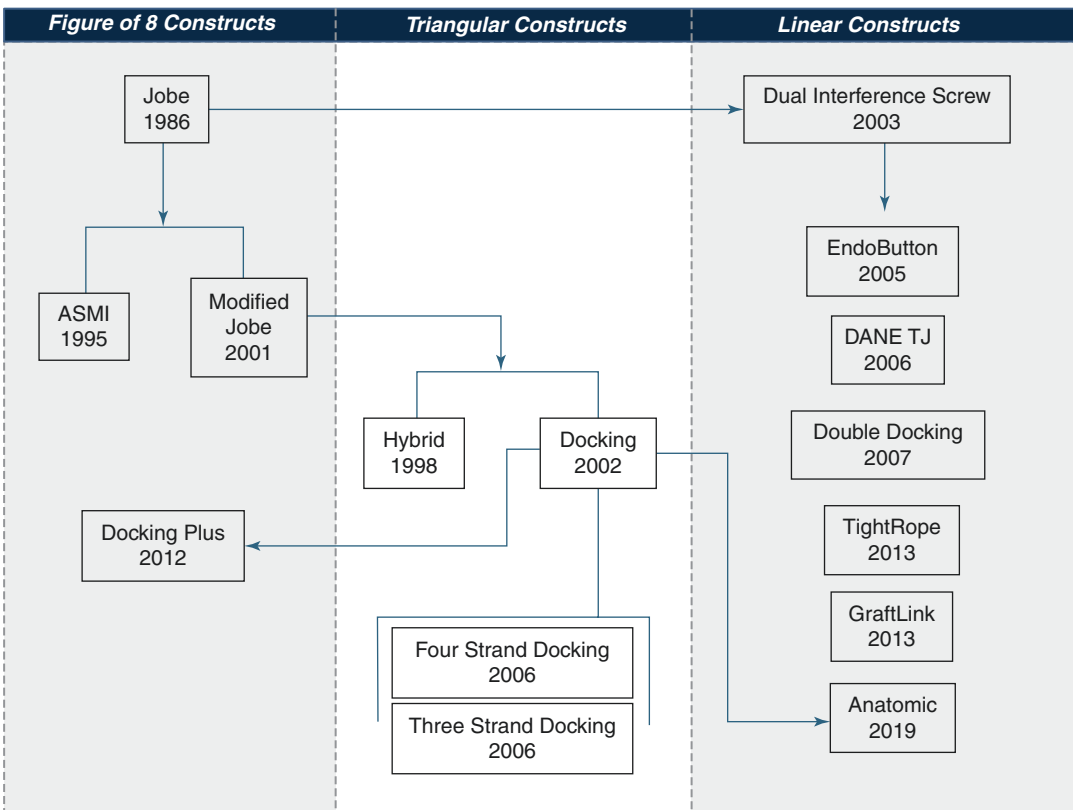 Figure of 8 Constructs
Triangular Constructs
Linear Constructs
Jobe
1986
Dual Interference Screw
2003
ASMI
1995
Modified
Jobe
2001
EndoButton
2005
DANE TJ
2006
Hybrid
1998
Docking
2002
Double Docking
2007
Docking Plus
2012
TightRope
2013
GraftLink
2013
Four Strand Docking
2006
Three Strand Docking
2006
Anatomic
2019